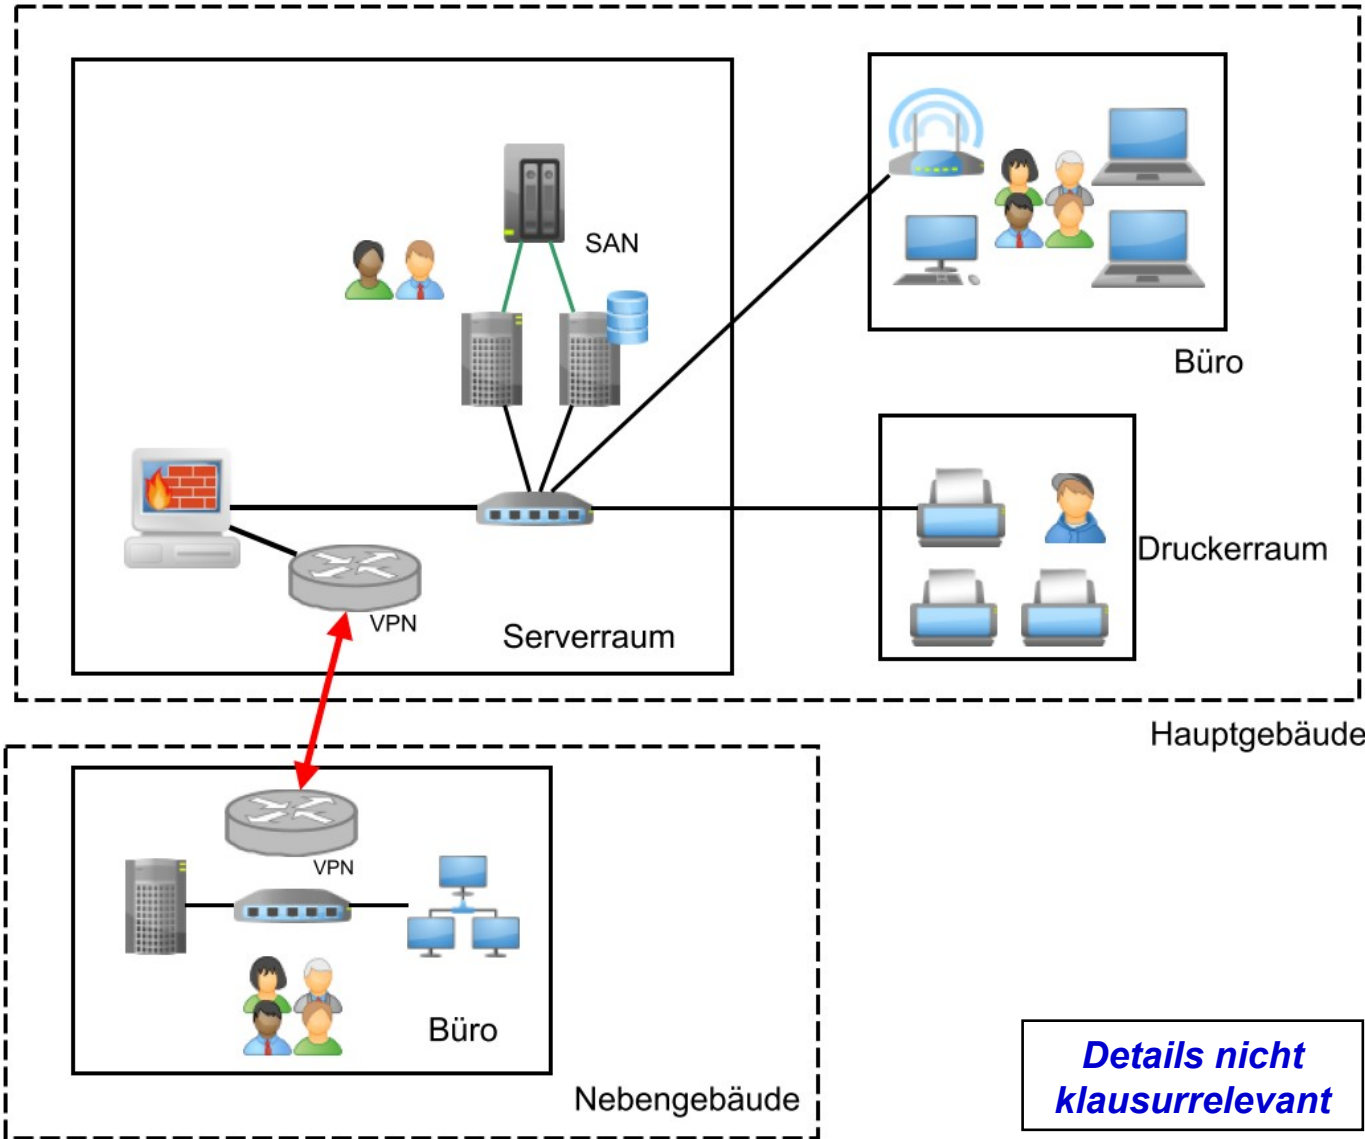 SAN
Büro
Druckerraum
VPN
Serverraum
Hauptgebäude
VPN
Büro
Nebengebäude
Details nicht
klausurrelevant